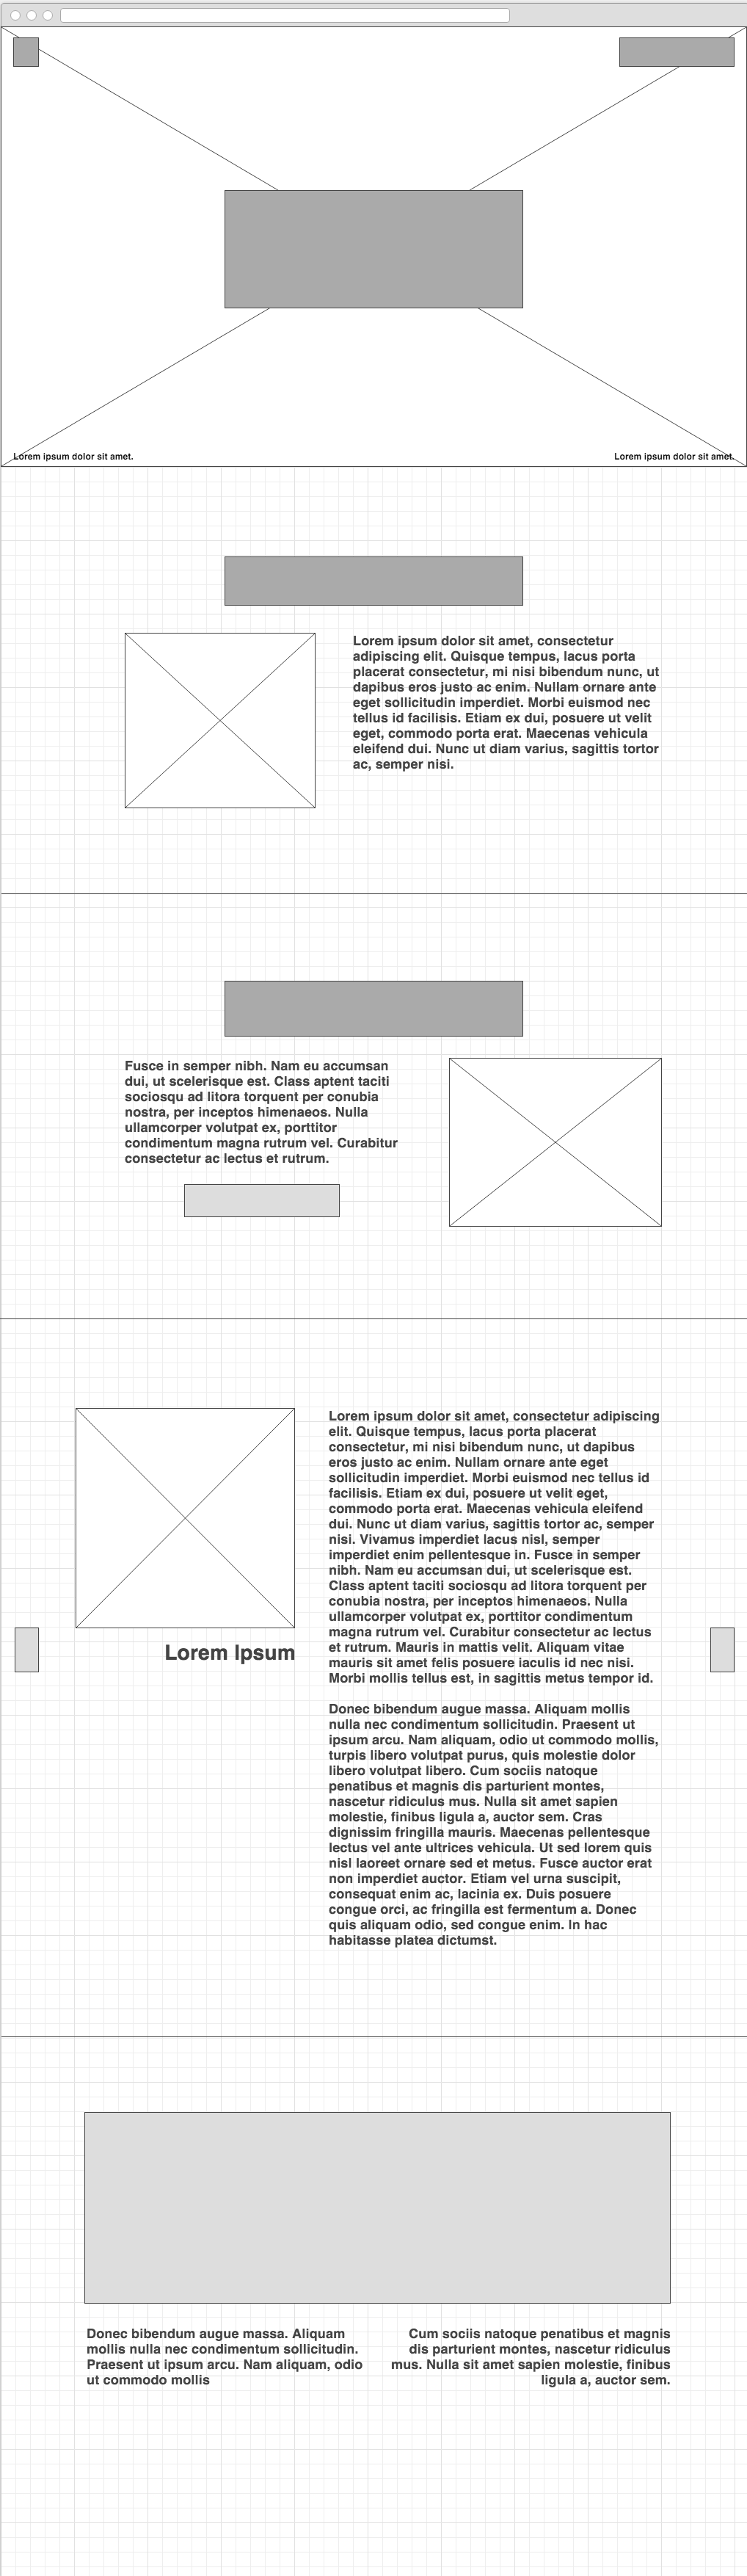 Lorem ipsum dolor sit amet.
Lorem ipsum dolor sit amet.
Lorem ipsum dolor sit amet, consectetur
adipiscing elit. Quisque tempus, lacus porta
placerat consectetur, mi nisi bibendum nunc, ut
dapibus eros justo ac enim. Nullam ornare ante
eget sollicitudin imperdiet. Morbi euismod nec
tellus id facilisis. Etiam ex dui, posuere ut velit
eget, commodo porta erat. Maecenas vehicula
eleifend dui. Nunc ut diam varius, sagittis tortor
ac, semper nisi.
Fusce in semper nibh. Nam eu accumsan
dui, ut scelerisque est. Class aptent taciti
sociosqu ad litora torquent per conubia
nostra, per inceptos himenaeos. Nulla
ullamcorper volutpat ex, porttitor
condimentum magna rutrum vel. Curabitur
consectetur ac lectus et rutrum.
Lorem Ipsum
Lorem ipsum dolor sit amet, consectetur adipiscing
elit. Quisque tempus, lacus porta placerat
consectetur, mi nisi bibendum nunc, ut dapibus
eros justo ac enim. Nullam ornare ante eget
sollicitudin imperdiet. Morbi euismod nec tellus id
facilisis. Etiam ex dui, posuere ut velit eget,
commodo porta erat. Maecenas vehicula eleifend
dui. Nunc ut diam varius, sagittis tortor ac, semper
nisi. Vivamus imperdiet lacus nisl, semper
imperdiet enim pellentesque in. Fusce in semper
nibh. Nam eu accumsan dui, ut scelerisque est.
Class aptent taciti sociosqu ad litora torquent per
conubia nostra, per inceptos himenaeos. Nulla
ullamcorper volutpat ex, porttitor condimentum
magna rutrum vel. Curabitur consectetur ac lectus
et rutrum. Mauris in mattis velit. Aliquam vitae
mauris sit amet felis posuere iaculis id nec nisi.
Morbi mollis tellus est, in sagittis metus tempor id.
Donec bibendum augue massa. Aliquam mollis
nulla nec condimentum sollicitudin. Praesent ut
ipsum arcu. Nam aliquam, odio ut commodo mollis,
turpis libero volutpat purus, quis molestie dolor
libero volutpat libero. Cum sociis natoque
penatibus et magnis dis parturient montes,
nascetur ridiculus mus. Nulla sit amet sapien
molestie, finibus ligula a, auctor sem. Cras
dignissim fringilla mauris. Maecenas pellentesque
lectus vel ante ultrices vehicula. Ut sed lorem quis
nisl laoreet ornare sed et metus. Fusce auctor erat
non imperdiet auctor. Etiam vel urna suscipit,
consequat enim ac, lacinia ex. Duis posuere
congue orci, ac fringilla est fermentum a. Donec
quis aliquam odio, sed congue enim. In hac
habitasse platea dictumst.
Donec bibendum augue massa. Aliquam
mollis nulla nec condimentum sollicitudin.
Praesent ut ipsum arcu. Nam aliquam, odio
ut commodo mollis
Cum sociis natoque penatibus et magnis
dis parturient montes, nascetur ridiculus
mus. Nulla sit amet sapien molestie, finibus
ligula a, auctor sem.